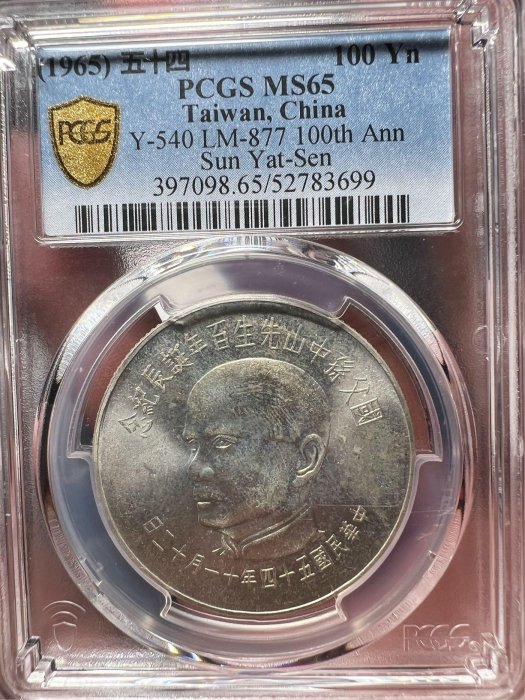 (1965) 五十四 100 Yn
PCGS MS65
Taiwan, China
Y-540 LM-877 100th Ann
Sun Yat-Sen
397098.65/52783699
PCGS
國父孫中山先生百年誕辰紀念
中華民國五十四年十一月十二日
PCGS